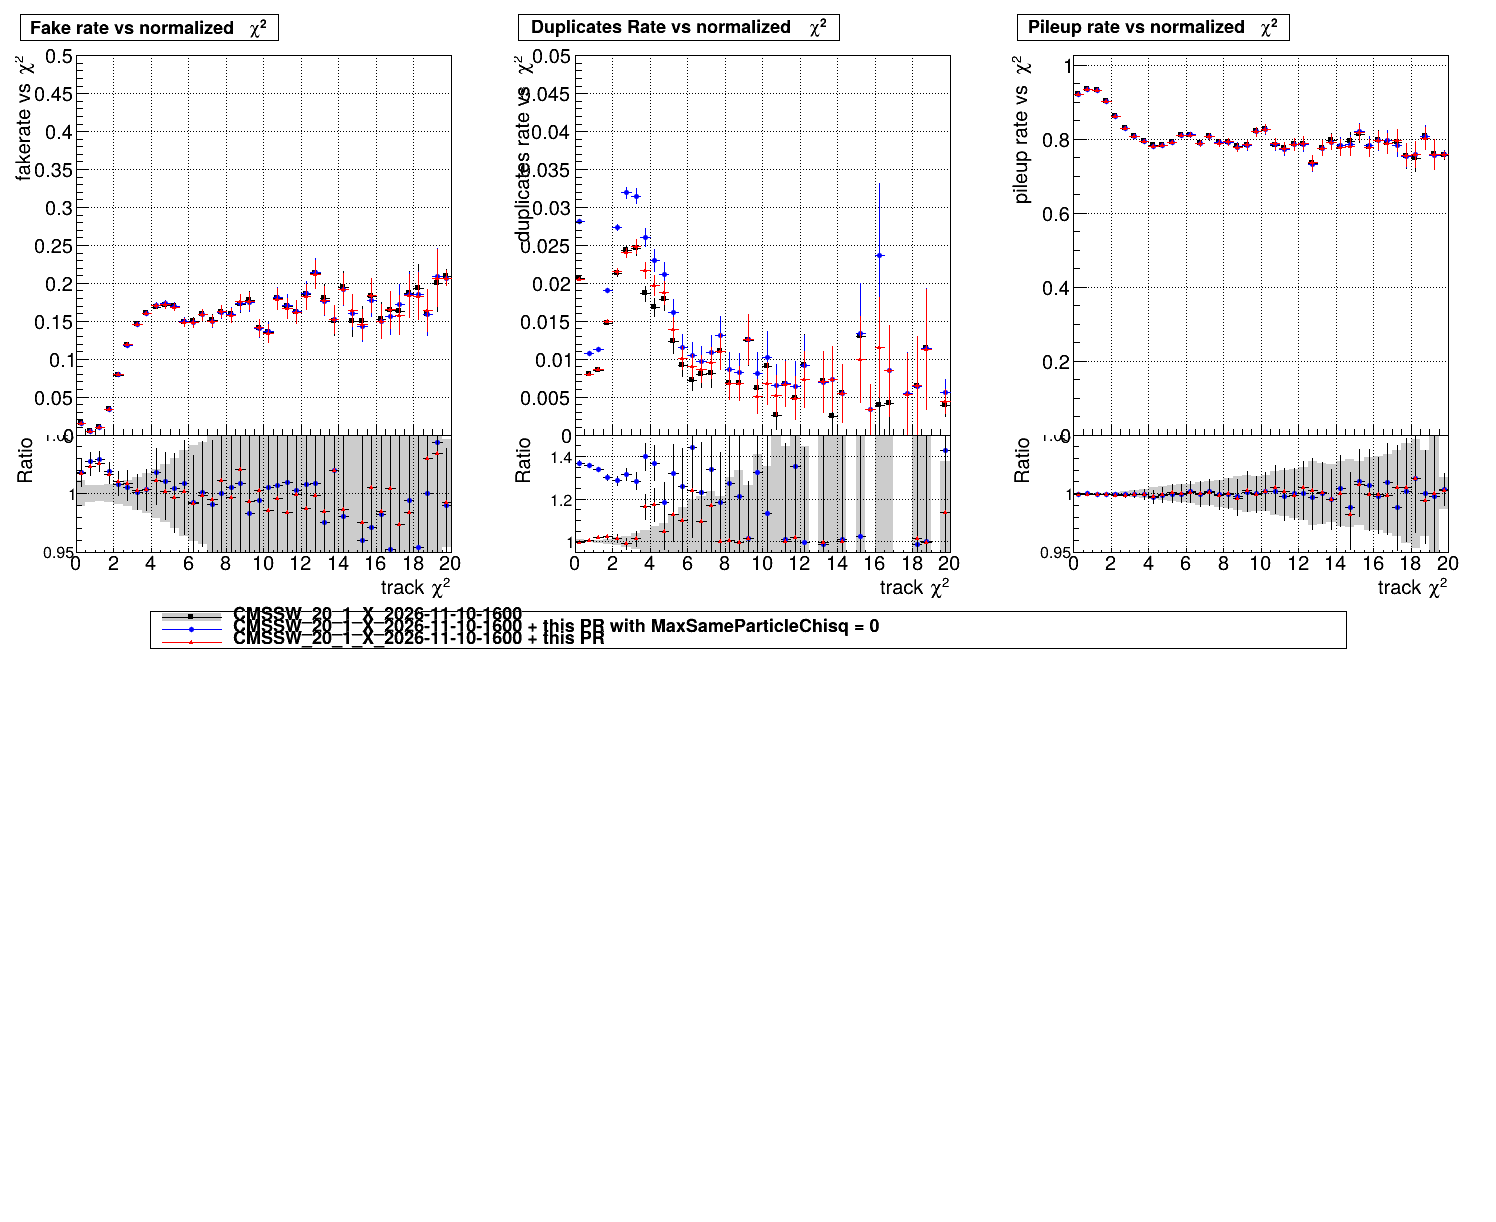 Fake rate vs normalized χ²
fakerate vs χ²
0.5
0.45
0.4
0.35
0.3
0.25
0.2
0.15
0.1
0.05
0
Ratio
1
0.95
0 2 4 6 8 10 12 14 16 18 20
track χ²
Duplicates Rate vs normalized χ²
duplicates rate vs χ²
0.05
0.045
0.04
0.035
0.03
0.025
0.02
0.015
0.01
0.005
0
Ratio
1.4
1.2
1
0 2 4 6 8 10 12 14 16 18 20
track χ²
Pileup rate vs normalized χ²
pileup rate vs χ²
1
0.8
0.6
0.4
0.2
0
Ratio
1
0.95
0 2 4 6 8 10 12 14 16 18 20
track χ²
CMSSW_20_1_X_2026-11-10-1600
CMSSW_20_1_X_2026-11-10-1600 + this PR with MaxSameParticleChisq = 0
CMSSW_20_1_X_2026-11-10-1600 + this PR